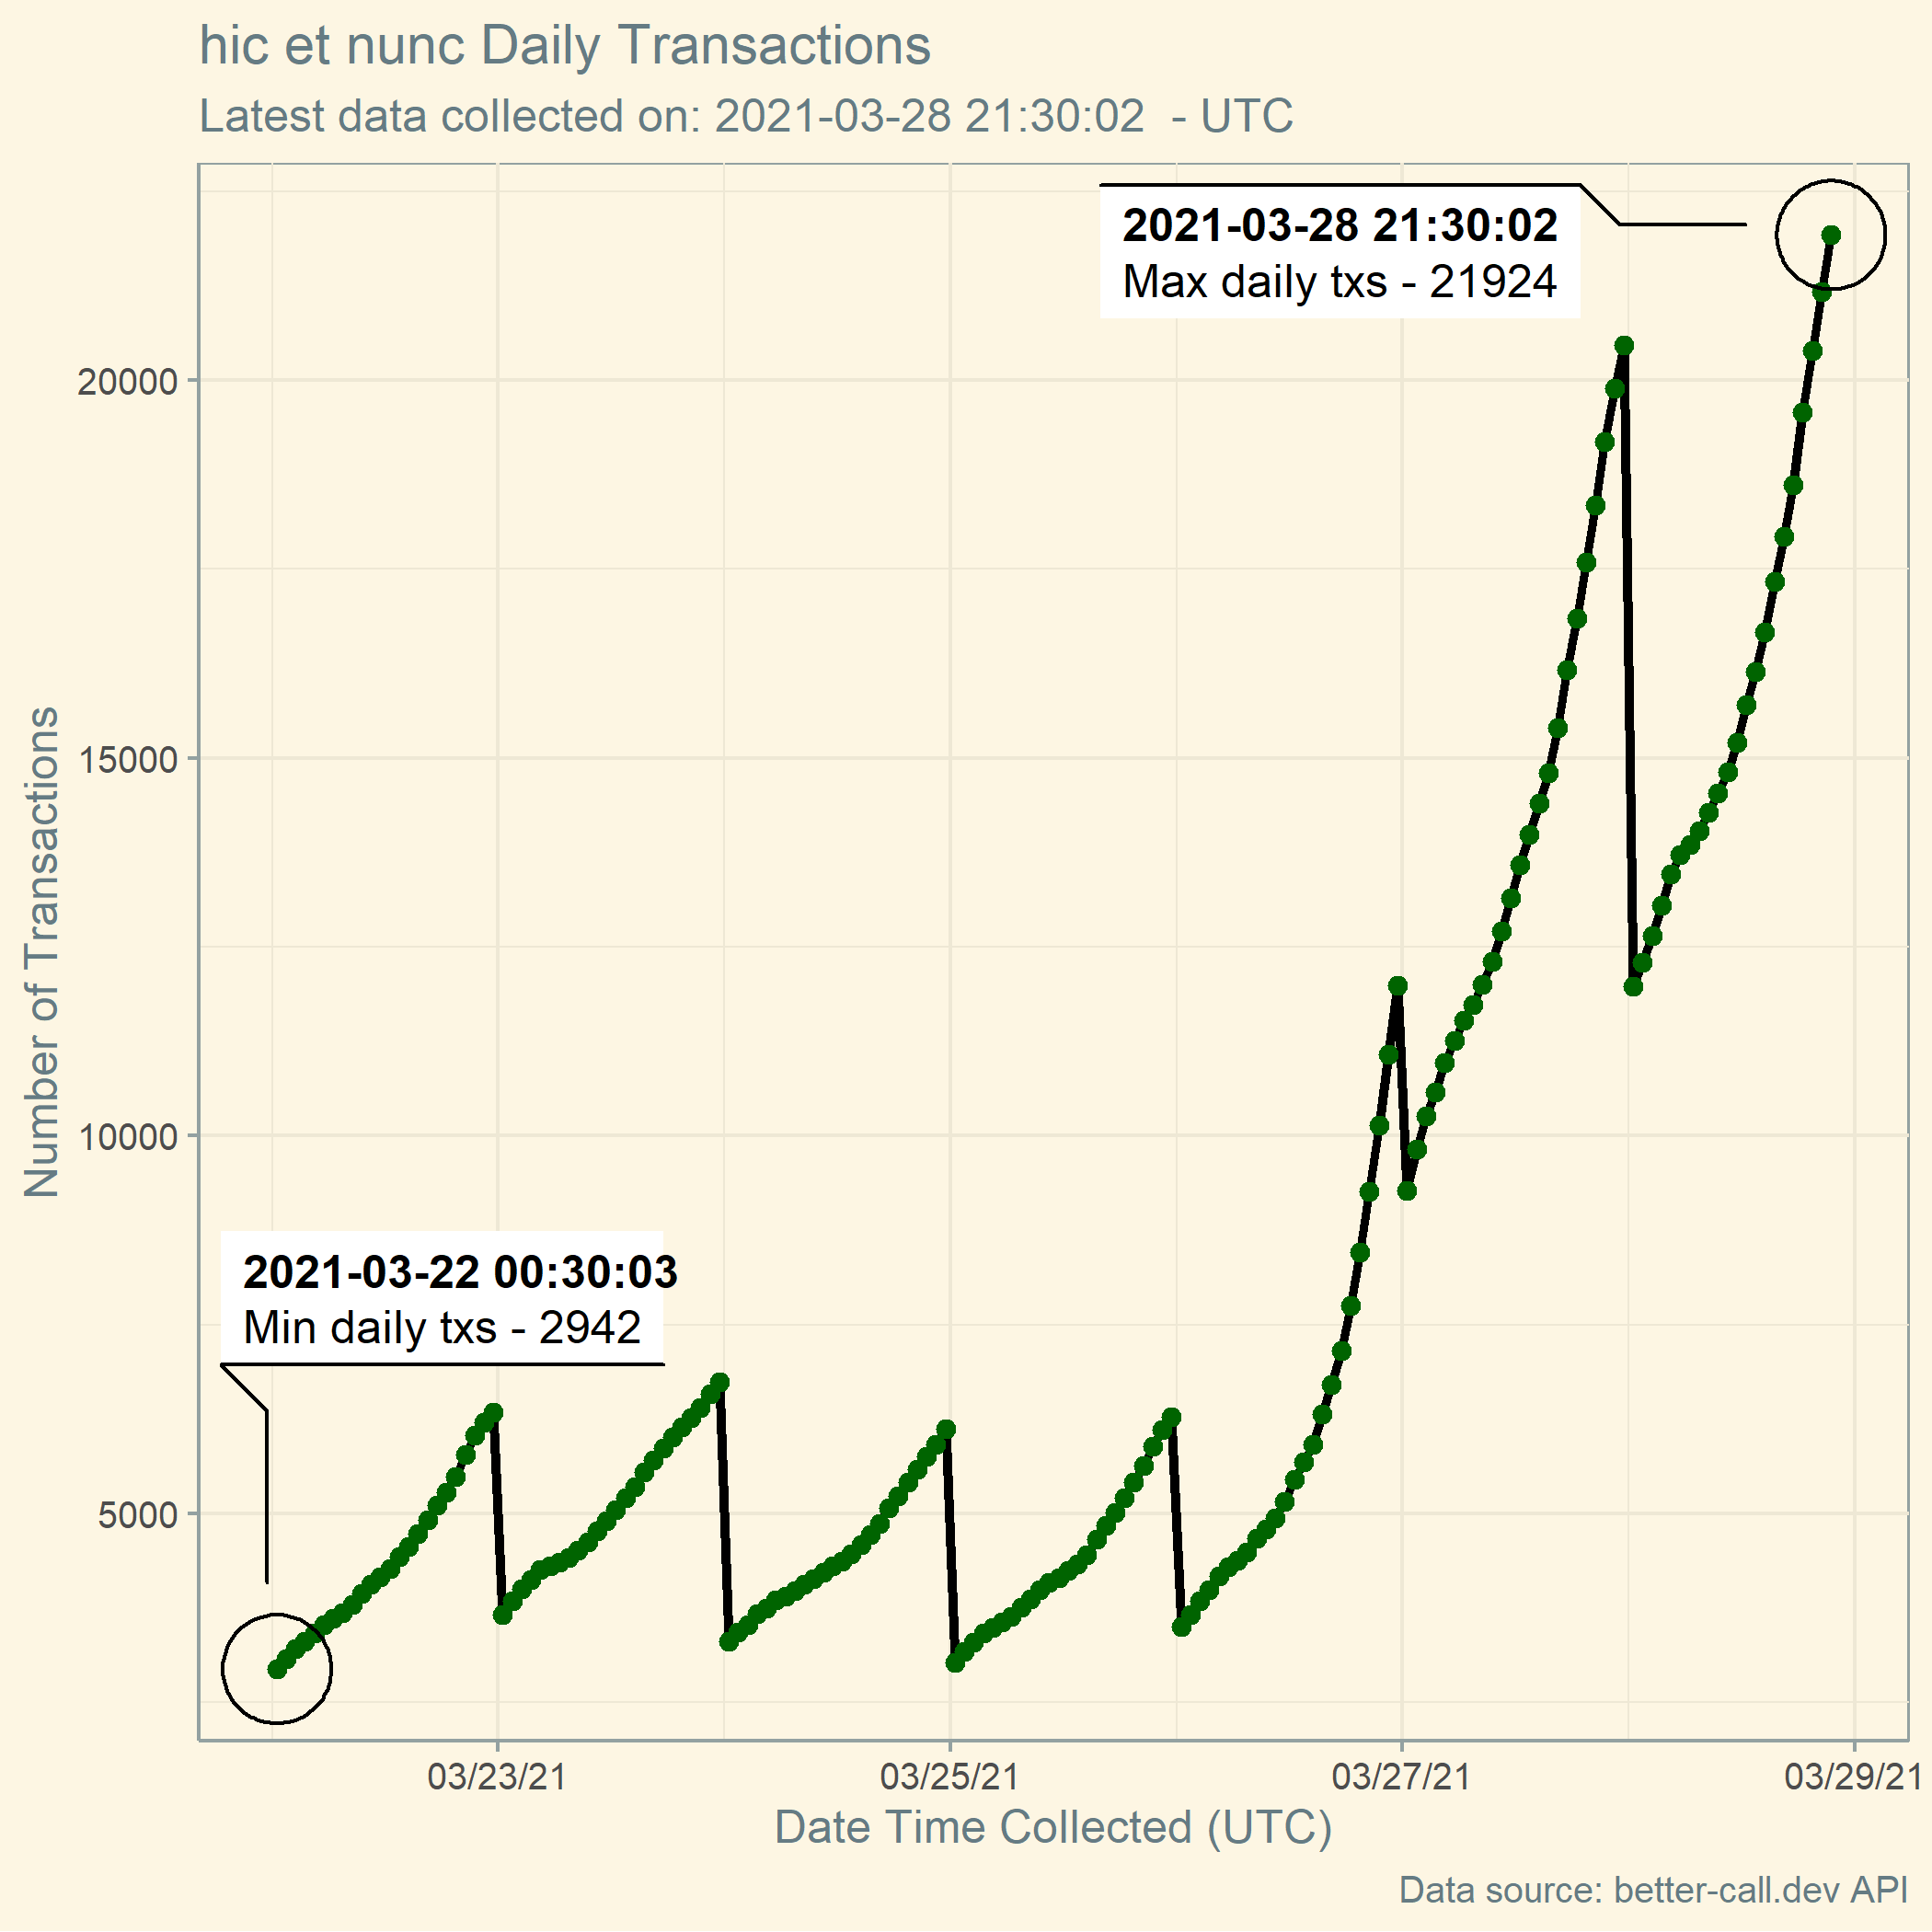 hic et nunc Daily Transactions
Latest data collected on: 2021-03-28 21:30:02  - UTC
2021-03-28 21:30:02
Max daily txs - 21924
20000
15000
10000
5000
Number of Transactions
2021-03-22 00:30:03
Min daily txs - 2942
03/23/21
03/25/21
03/27/21
03/29/21
Date Time Collected (UTC)
Data source: better-call.dev API